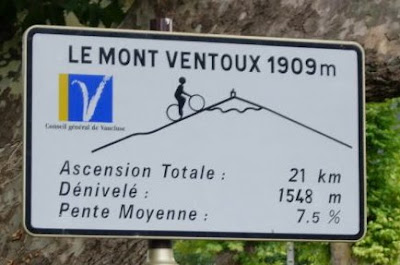 LE MONT VENTOUX 1909m
Conseil général de Vaucluse
Ascension Totale : 21 km
Dénivelé : 1548 m
Pente Moyenne : 7.5 %